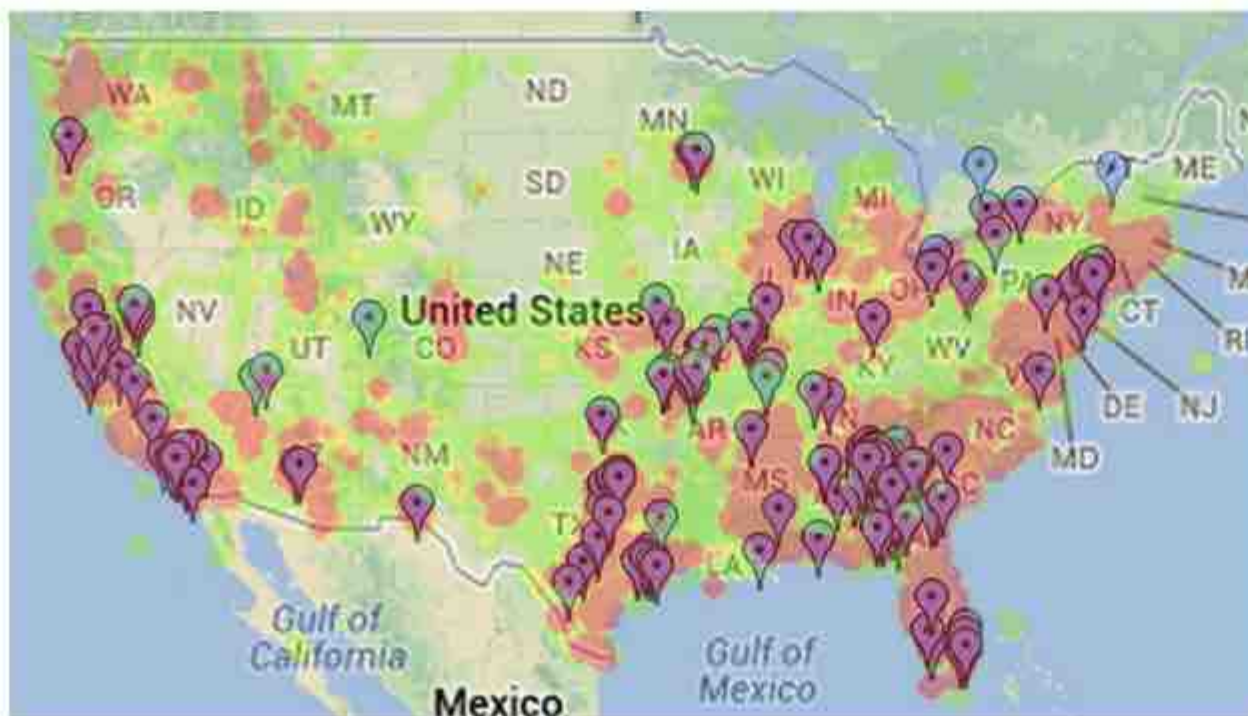 WA
MT
ND
MN
ME
OR
ID
SD
WI
MI
NY
WY
IA
NE
IL
IN
OH
PA
CT
NV
UT
United States
CO
KS
KY
WV
DE
NJ
AR
NM
NC
MD
MS
LA
Gulf of
California
Gulf of
Mexico
Mexico